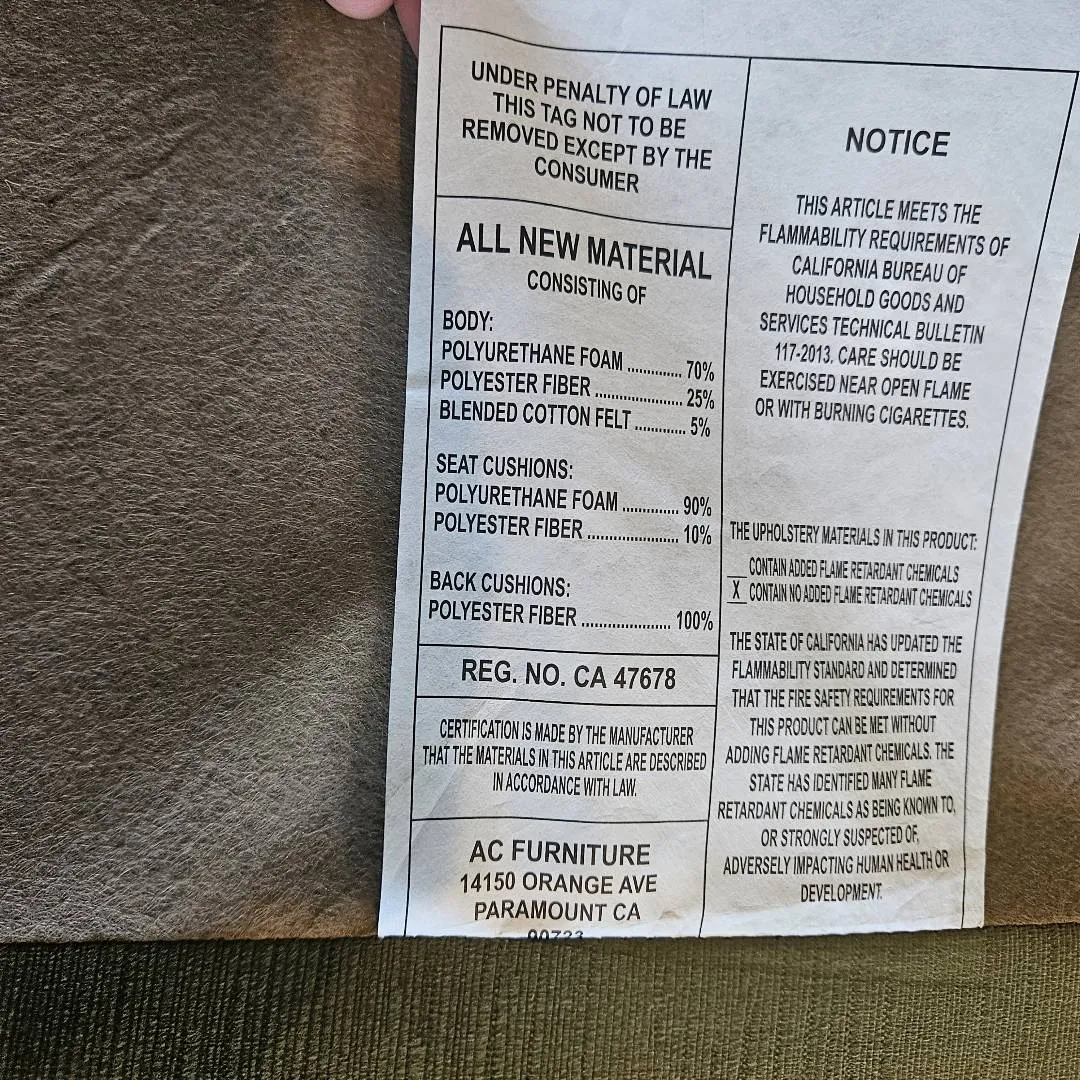 UNDER PENALTY OF LAW
THIS TAG NOT TO BE
REMOVED EXCEPT BY THE
CONSUMER
ALL NEW MATERIAL
CONSISTING OF
BODY:
POLYURETHANE FOAM .............. 70%
POLYESTER FIBER ...................... 25%
BLENDED COTTON FELT ............. 5%
SEAT CUSHIONS:
POLYURETHANE FOAM .............. 90%
POLYESTER FIBER ....................... 10%
BACK CUSHIONS:
POLYESTER FIBER ...................... 100%
REG. NO. CA 47678
CERTIFICATION IS MADE BY THE MANUFACTURER
THAT THE MATERIALS IN THIS ARTICLE ARE DESCRIBED
IN ACCORDANCE WITH LAW.
AC FURNITURE
14150 ORANGE AVE
PARAMOUNT CA
90723
NOTICE
THIS ARTICLE MEETS THE
FLAMMABILITY REQUIREMENTS OF
CALIFORNIA BUREAU OF
HOUSEHOLD GOODS AND
SERVICES TECHNICAL BULLETIN
117-2013. CARE SHOULD BE
EXERCISED NEAR OPEN FLAME
OR WITH BURNING CIGARETTES.
THE UPHOLSTERY MATERIALS IN THIS PRODUCT:
___CONTAIN ADDED FLAME RETARDANT CHEMICALS
_X_CONTAIN NO ADDED FLAME RETARDANT CHEMICALS
THE STATE OF CALIFORNIA HAS UPDATED THE
FLAMMABILITY STANDARD AND DETERMINED
THAT THE FIRE SAFETY REQUIREMENTS FOR
THIS PRODUCT CAN BE MET WITHOUT
ADDING FLAME RETARDANT CHEMICALS. THE
STATE HAS IDENTIFIED MANY FLAME
RETARDANT CHEMICALS AS BEING KNOWN TO,
OR STRONGLY SUSPECTED OF,
ADVERSELY IMPACTING HUMAN HEALTH OR
DEVELOPMENT.